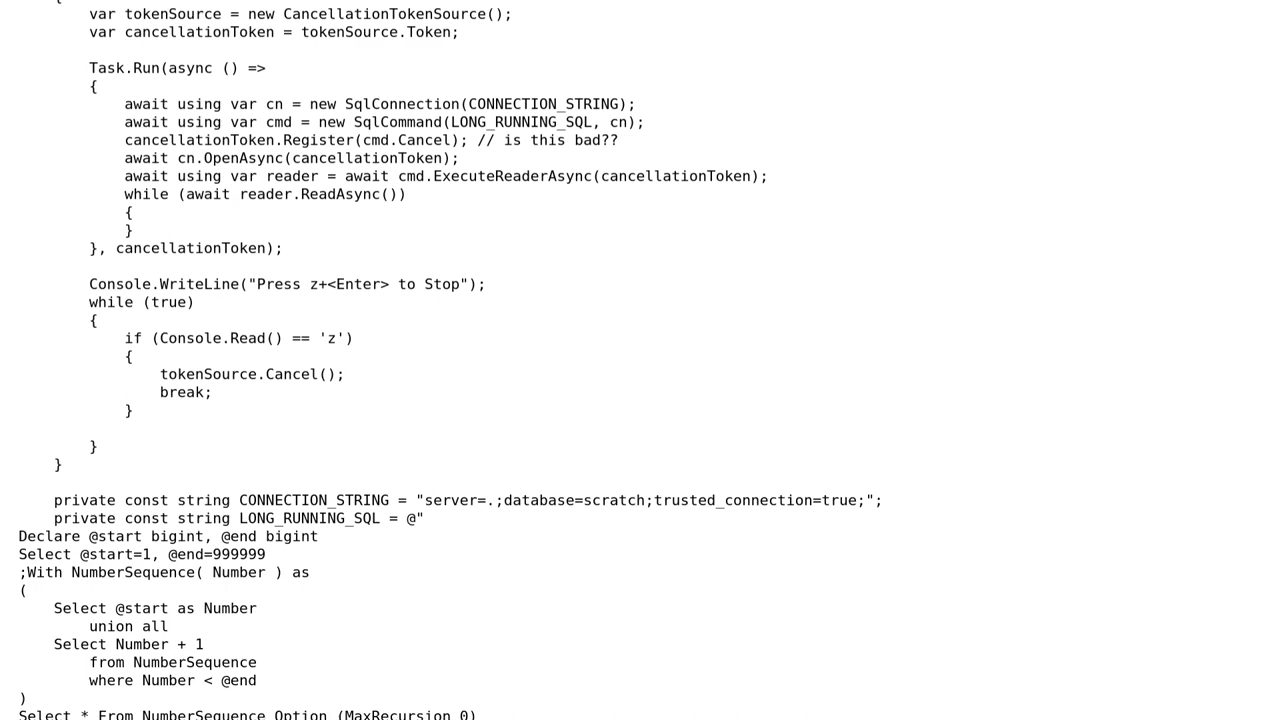 {
var tokenSource = new CancellationTokenSource();
var cancellationToken = tokenSource.Token;
Task.Run(async () =>
{
await using var cn = new SqlConnection(CONNECTION_STRING);
await using var cmd = new SqlCommand(LONG_RUNNING_SQL, cn);
cancellationToken.Register(cmd.Cancel); // is this bad??
await cn.OpenAsync(cancellationToken);
await using var reader = await cmd.ExecuteReaderAsync(cancellationToken);
while (await reader.ReadAsync())
{
}
}, cancellationToken);
Console.WriteLine("Press z+<Enter> to Stop");
while (true)
{
if (Console.Read() == 'z')
{
tokenSource.Cancel();
break;
}
}
}
private const string CONNECTION_STRING = "server=.;database=scratch;trusted_connection=true;";
private const string LONG_RUNNING_SQL = @"
Declare @start bigint, @end bigint
Select @start=1, @end=999999
;With NumberSequence( Number ) as
(
Select @start as Number
union all
Select Number + 1
from NumberSequence
where Number < @end
)
Select * From NumberSequence Option (MaxRecursion 0)